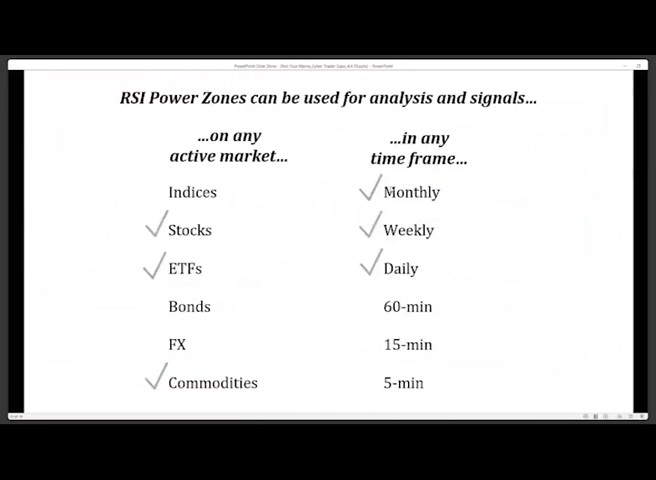 RSI Power Zones can be used for analysis and signals...
...on any
active market...
Indices
Stocks
ETFs
Bonds
FX
Commodities
...in any
time frame...
Monthly
Weekly
Daily
60-min
15-min
5-min